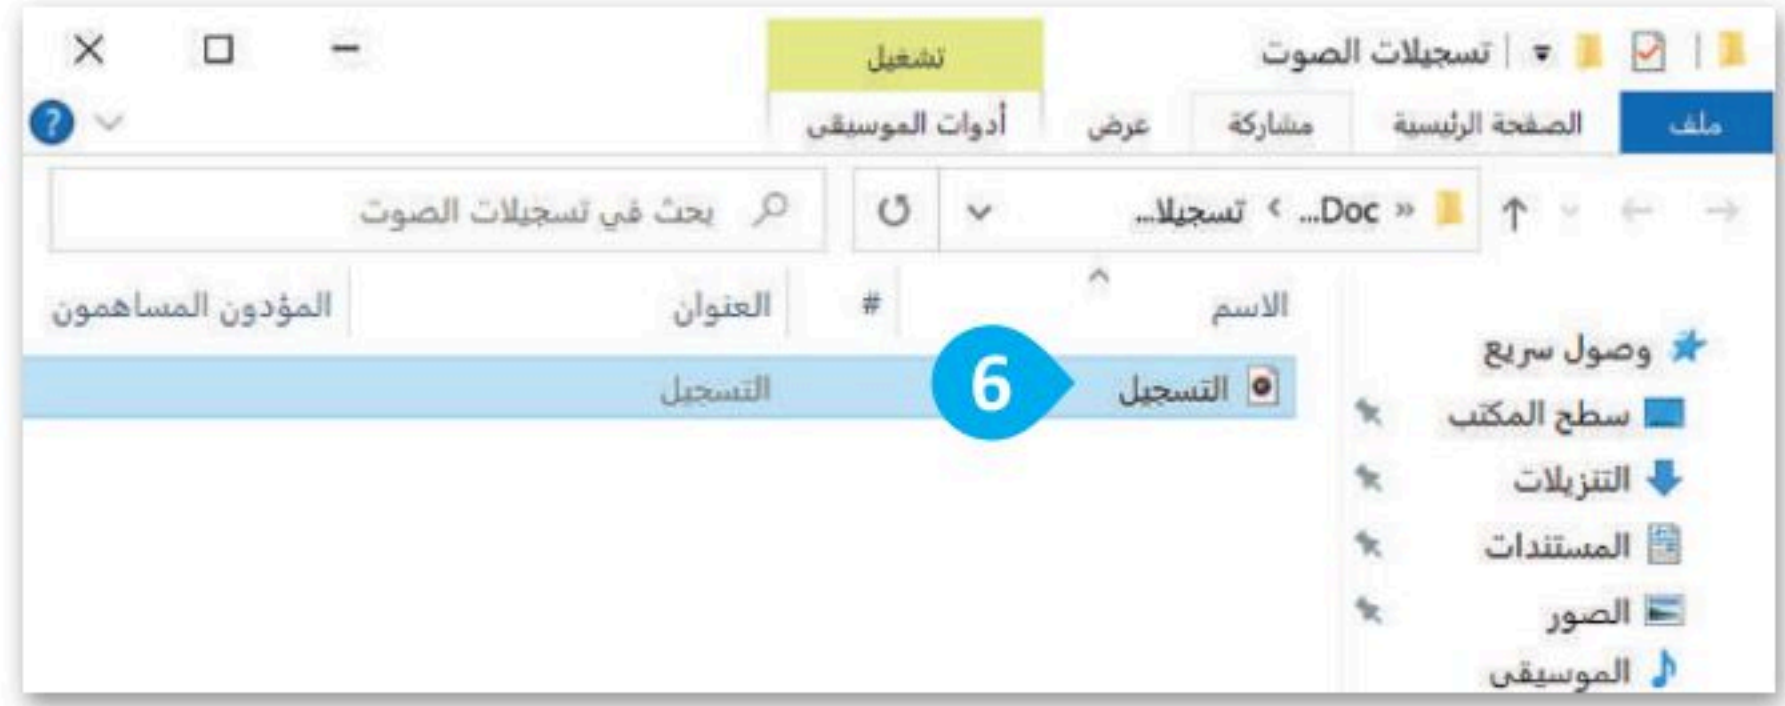 تسجيلات الصوت
تشغيل
ملف الصفحة الرئيسية مشاركة عرض أدوات الموسيقى ?
« Doc... › تسجيلا...
بحث في تسجيلات الصوت
الاسم # العنوان المؤدون المساهمون
التسجيل 6 التسجيل
وصول سريع
سطح المكتب
التنزيلات
المستندات
الصور
الموسيقى